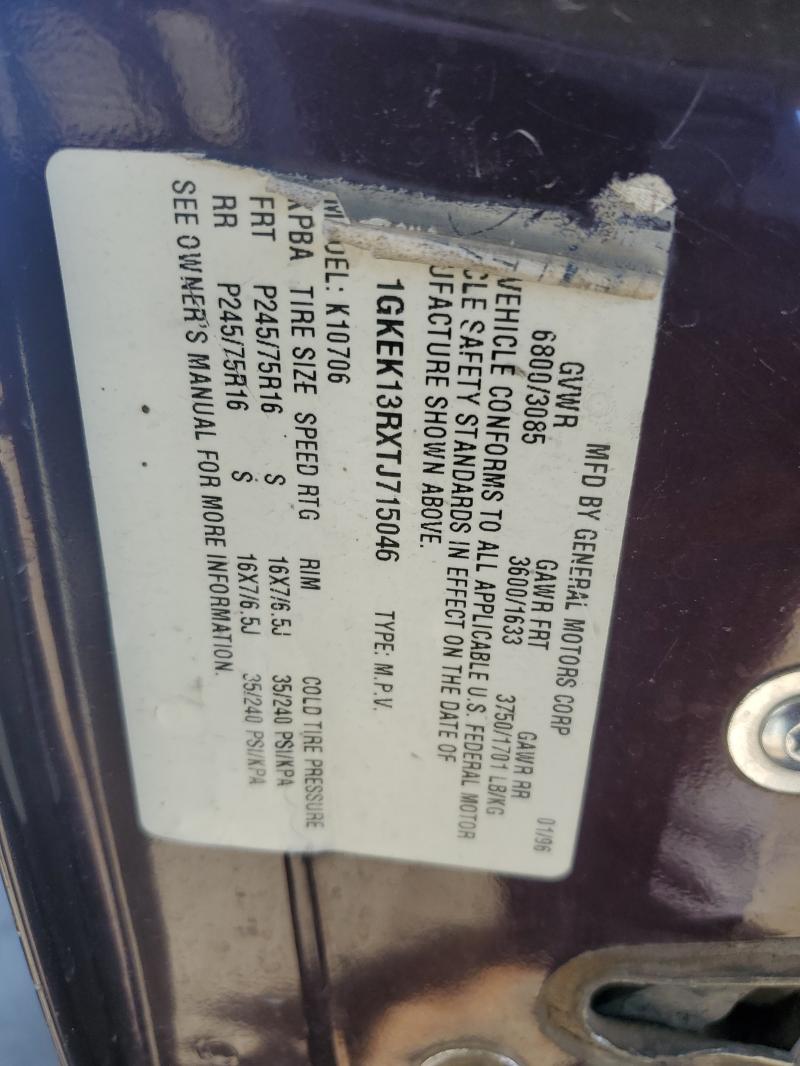 MFD BY GENERAL MOTORS CORP 01/96
GVWR GAWR FRT GAWR RR
6800/3085 3600/1633 3750/1701 LB/KG
VEHICLE CONFORMS TO ALL APPLICABLE U.S. FEDERAL MOTOR
CLE SAFETY STANDARDS IN EFFECT ON THE DATE OF
UFACTURE SHOWN ABOVE.
1GKEK13RXTJ715046 TYPE: M.P.V.
MODEL: K10706
XPBA TIRE SIZE SPEED RTG RIM COLD TIRE PRESSURE
FRT P245/75R16 S 16X7/6.5J 35/240 PSI/KPA
RR P245/75R16 S 16X7/6.5J 35/240 PSI/KPA
SEE OWNER'S MANUAL FOR MORE INFORMATION.